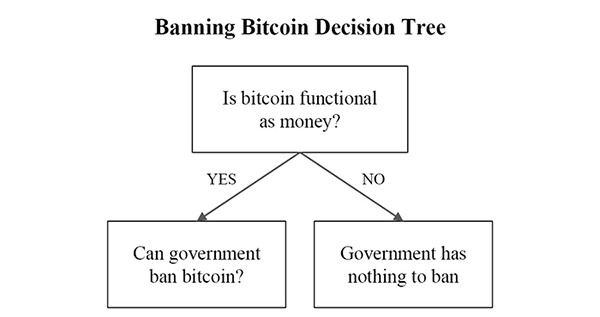 Banning Bitcoin Decision Tree
Is bitcoin functional
as money?
YES
NO
Can government
ban bitcoin?
Government has
nothing to ban